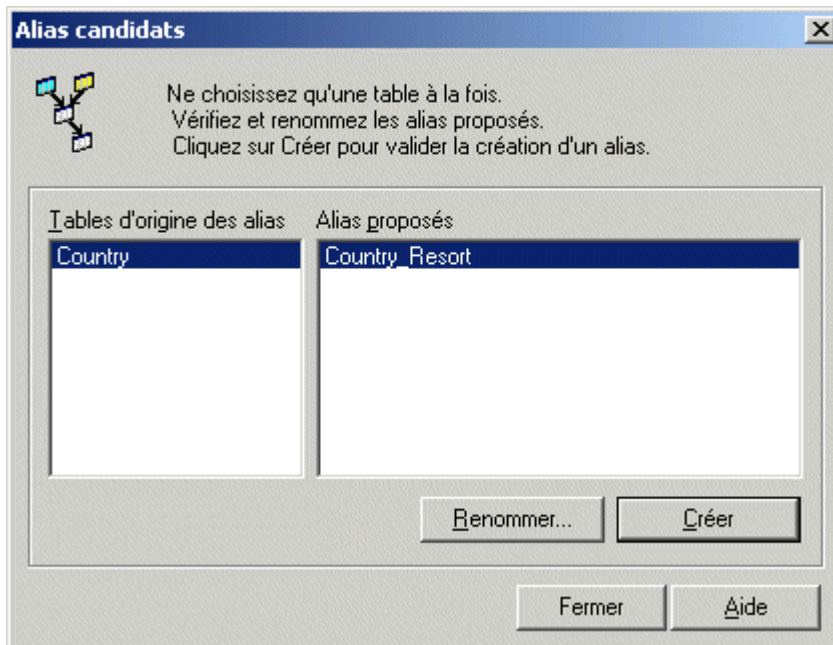 Alias candidats
Ne choisissez qu'une table à la fois.
Vérifiez et renommez les alias proposés.
Cliquez sur Créer pour valider la création d'un alias.
Tables d'origine des alias
Alias proposés
Country
Country_Resort
Renommer...
Créer
Fermer
Aide